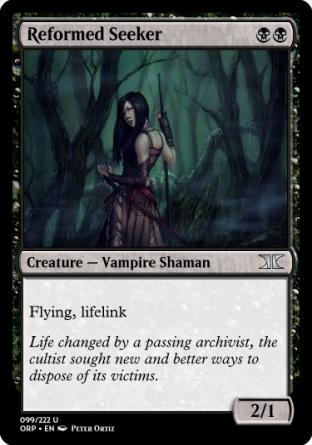 Reformed Seeker
Creature — Vampire Shaman
Flying, lifelink
Life changed by a passing archivist, the
cultist sought new and better ways to
dispose of its victims.
2/1
099/222 U
ORP • EN Peter Ortiz